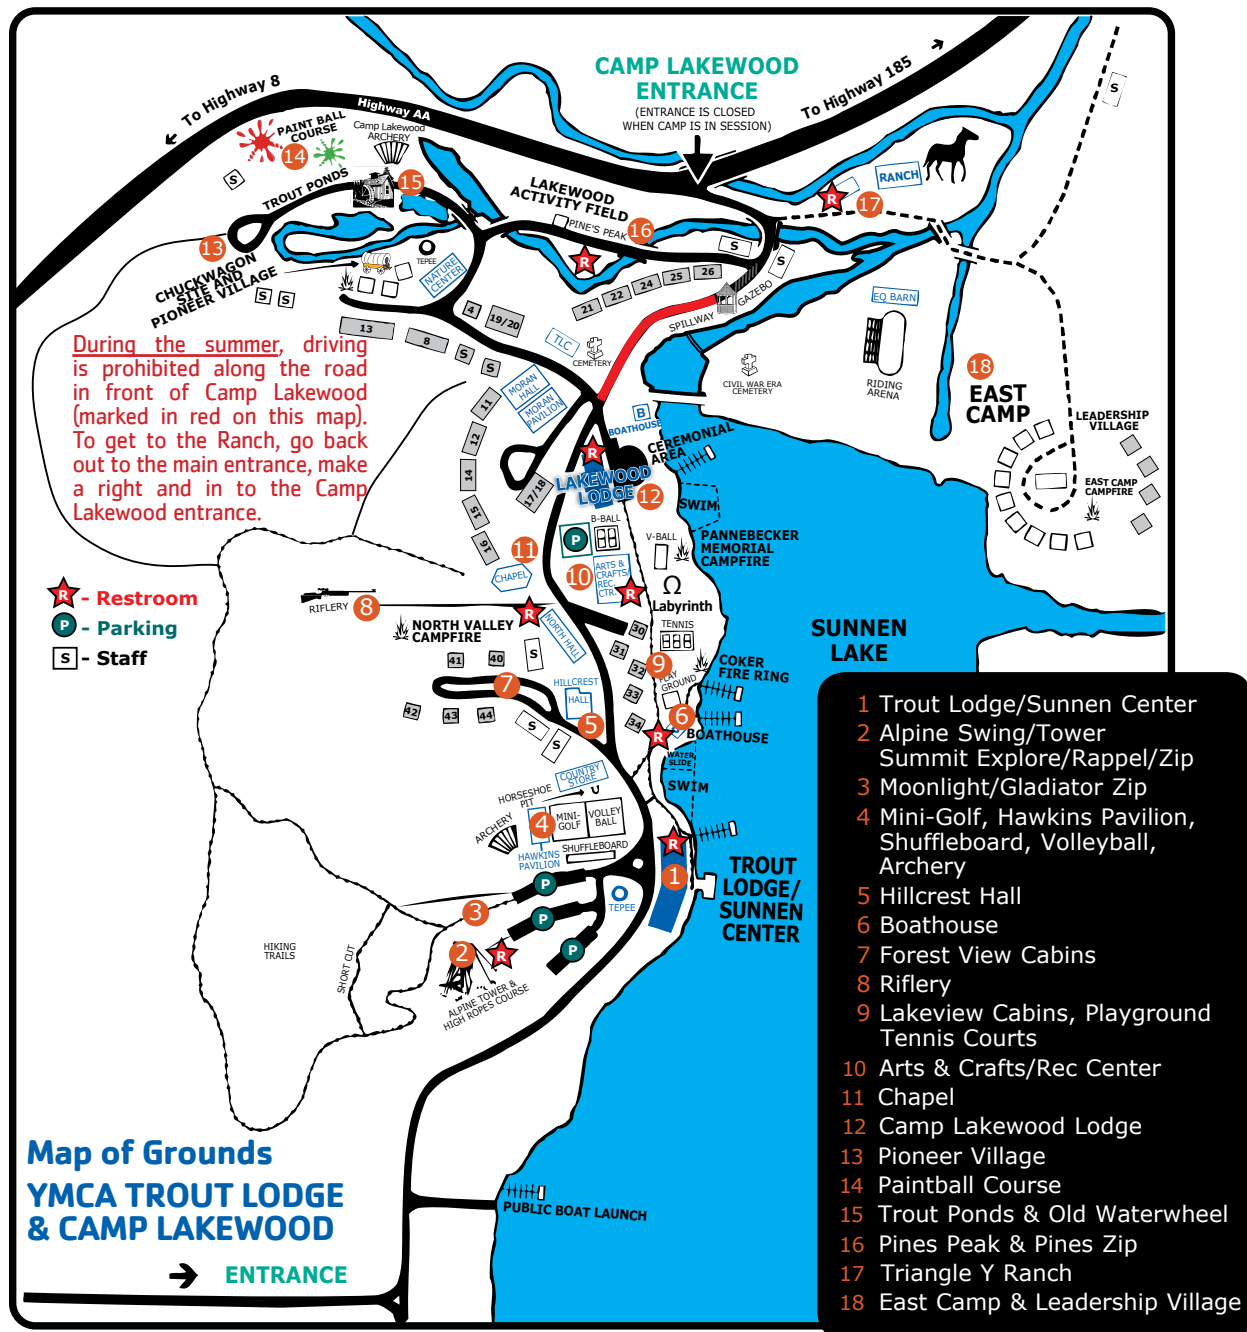 CAMP LAKEWOOD
ENTRANCE
(ENTRANCE IS CLOSED
WHEN CAMP IS IN SESSION)
To Highway 8
Highway AA
To Highway 185
S
PAINT BALL
COURSE
14
Camp Lakewood
ARCHERY
S
TROUT PONDS
15
LAKEWOOD
ACTIVITY FIELD
PINE'S PEAK
16
R
R
17
RANCH
S
S
13
CHUCKWAGON
SITE AND
PIONEER VILLAGE
S
S
TEPEE
NATURE
CENTER
21
22
24
25
26
GAZEBO
SPILLWAY
EQ BARN
RIDING
ARENA
13
8
4
19/20
S
S
TLC
CEMETERY
CIVIL WAR ERA
CEMETERY
18
EAST
CAMP
LEADERSHIP
VILLAGE
EAST CAMP
CAMPFIRE
During the summer, driving
is prohibited along the road
in front of Camp Lakewood
(marked in red on this map).
To get to the Ranch, go back
out to the main entrance, make
a right and in to the Camp
Lakewood entrance.
MORAN
HALL
MORAN
PAVILION
11
12
14
15
16
17/18
B
BOATHOUSE
R
CEREMONIAL
AREA
LAKEWOOD
LODGE
12
SWIM
B-BALL
P
V-BALL
PANNEBECKER
MEMORIAL
CAMPFIRE
11
10
ARTS &
CRAFTS/
REC
CTR.
R
CHAPEL
Labyrinth
R - Restroom
P - Parking
S - Staff
RIFLERY
8
NORTH VALLEY
CAMPFIRE
R
NORTH HALL
S
30
31
32
33
34
TENNIS
9
PLAY
GROUND
COKER
FIRE RING
SUNNEN
LAKE
41
40
7
42
43
44
HILLCREST
HALL
5
S
S
6
BOATHOUSE
R
WATER
SLIDE
SWIM
COUNTRY
STORE
HORSESHOE
PIT
ARCHERY
4
MINI-
GOLF
VOLLEY
BALL
SHUFFLEBOARD
HAWKINS
PAVILION
R
1
TROUT
LODGE/
SUNNEN
CENTER
P
P
P
TEPEE
3
2
R
ALPINE TOWER &
HIGH ROPES COURSE
HIKING
TRAILS
SHORT CUT
PUBLIC BOAT LAUNCH
Map of Grounds
YMCA TROUT LODGE
& CAMP LAKEWOOD
ENTRANCE
1 Trout Lodge/Sunnen Center
2 Alpine Swing/Tower
Summit Explore/Rappel/Zip
3 Moonlight/Gladiator Zip
4 Mini-Golf, Hawkins Pavilion,
Shuffleboard, Volleyball,
Archery
5 Hillcrest Hall
6 Boathouse
7 Forest View Cabins
8 Riflery
9 Lakeview Cabins, Playground
Tennis Courts
10 Arts & Crafts/Rec Center
11 Chapel
12 Camp Lakewood Lodge
13 Pioneer Village
14 Paintball Course
15 Trout Ponds & Old Waterwheel
16 Pines Peak & Pines Zip
17 Triangle Y Ranch
18 East Camp & Leadership Village